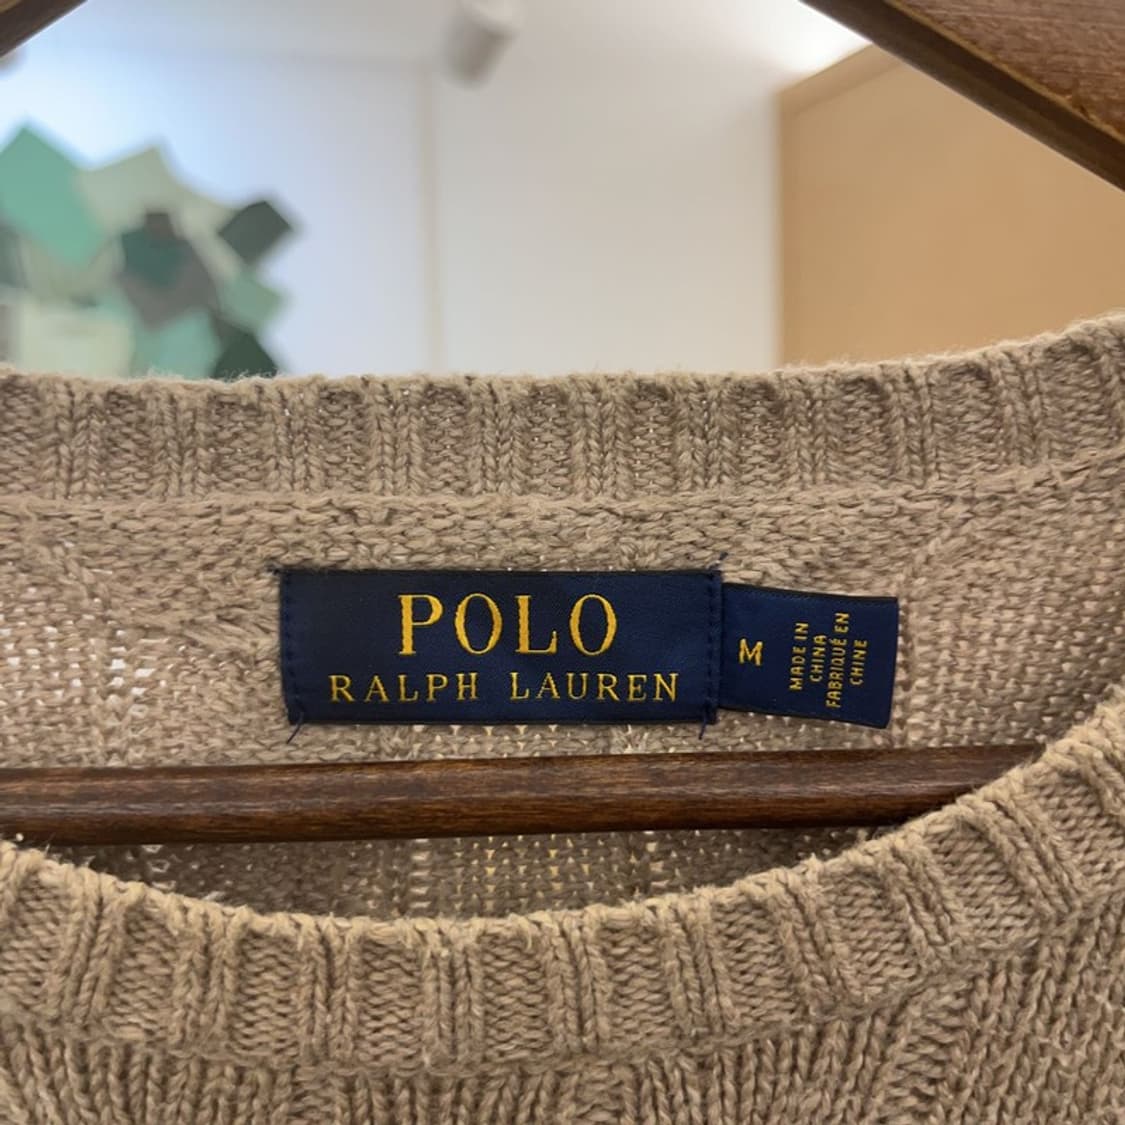 POLO
RALPH LAUREN
M
MADE IN
CHINA
FABRIQUÉ EN
CHINE